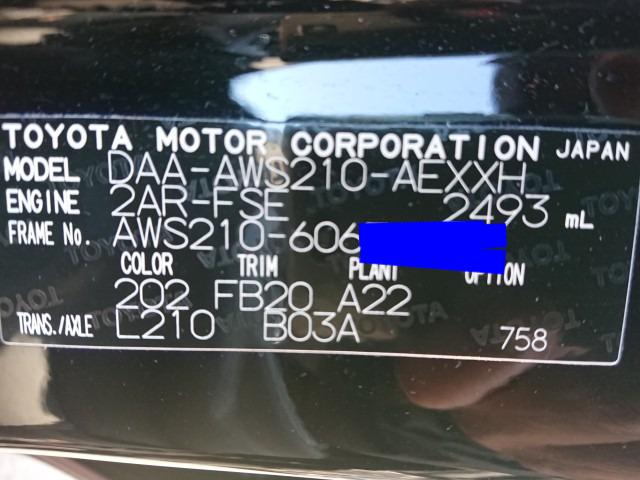 TOYOTA MOTOR CORPORATION JAPAN
MODEL DAA-AWS210-AEXXH
ENGINE 2AR-FSE 2493 mL
FRAME No. AWS210-606
COLOR TRIM PLANT OPTION
202 FB20 A22
TRANS./AXLE L210 B03A 758